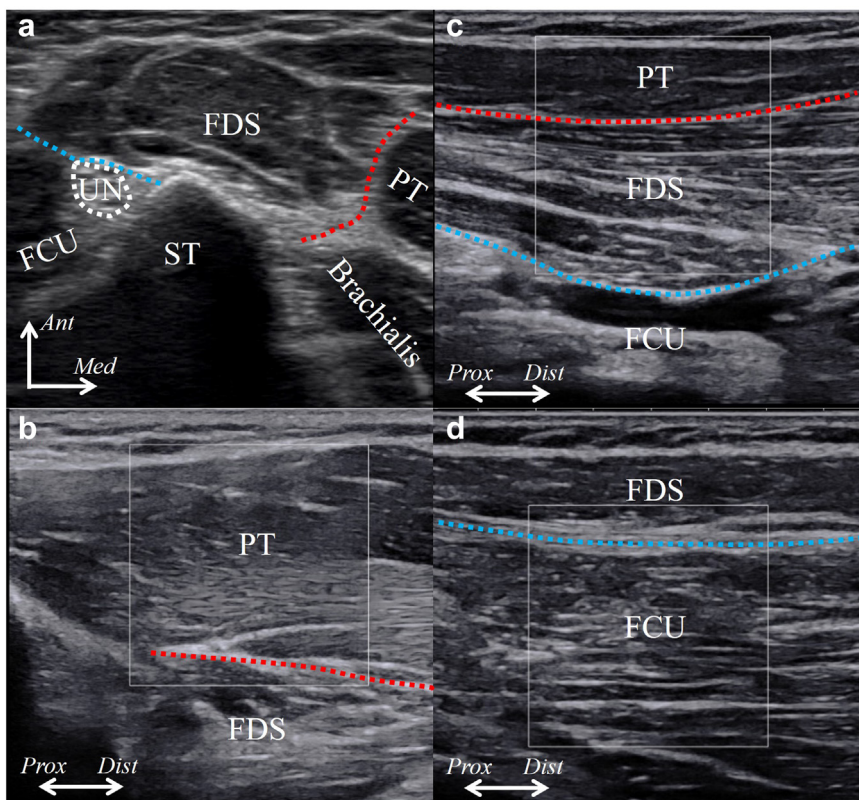 a
FDS
UN
PT
FCU
ST
Brachialis
Ant
Med
b
PT
FDS
Prox Dist
c
PT
FDS
FCU
Prox Dist
d
FDS
FCU
Prox Dist